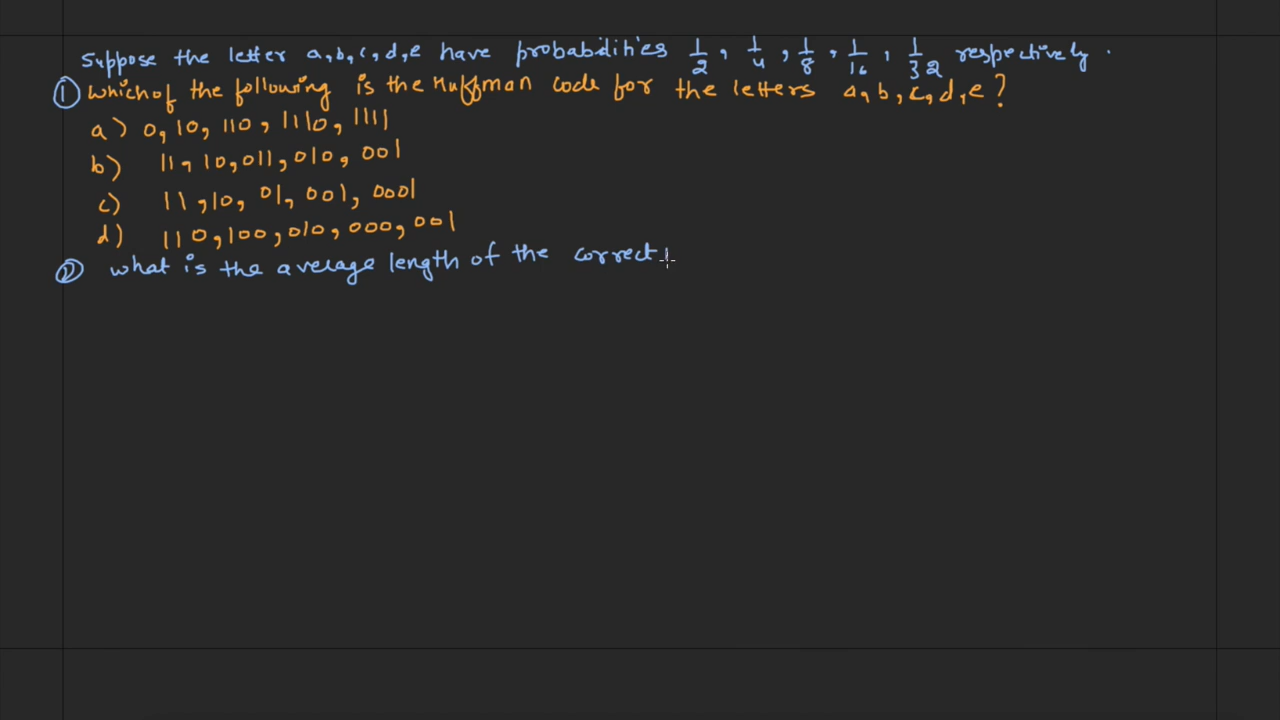 Suppose the letter a,b,c,d,e have probabilities 1/2, 1/4, 1/8, 1/16, 1/32 respectively.
① which of the following is the Huffman code for the letters a,b,c,d,e?
a) 0, 10, 110, 1110, 1111
b) 11, 10, 011, 010, 001
c) 11, 10, 01, 001, 0001
d) 110, 100, 010, 000, 001
② what is the average length of the correct